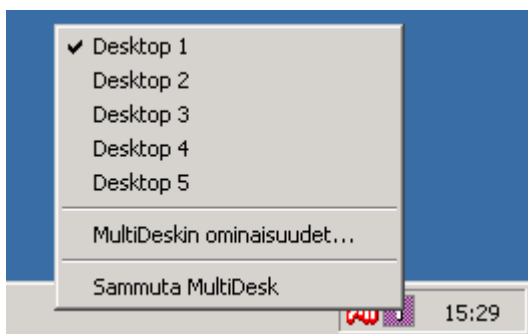 Desktop 1
Desktop 2
Desktop 3
Desktop 4
Desktop 5
MultiDeskin ominaisuudet...
Sammuta MultiDesk
15:29